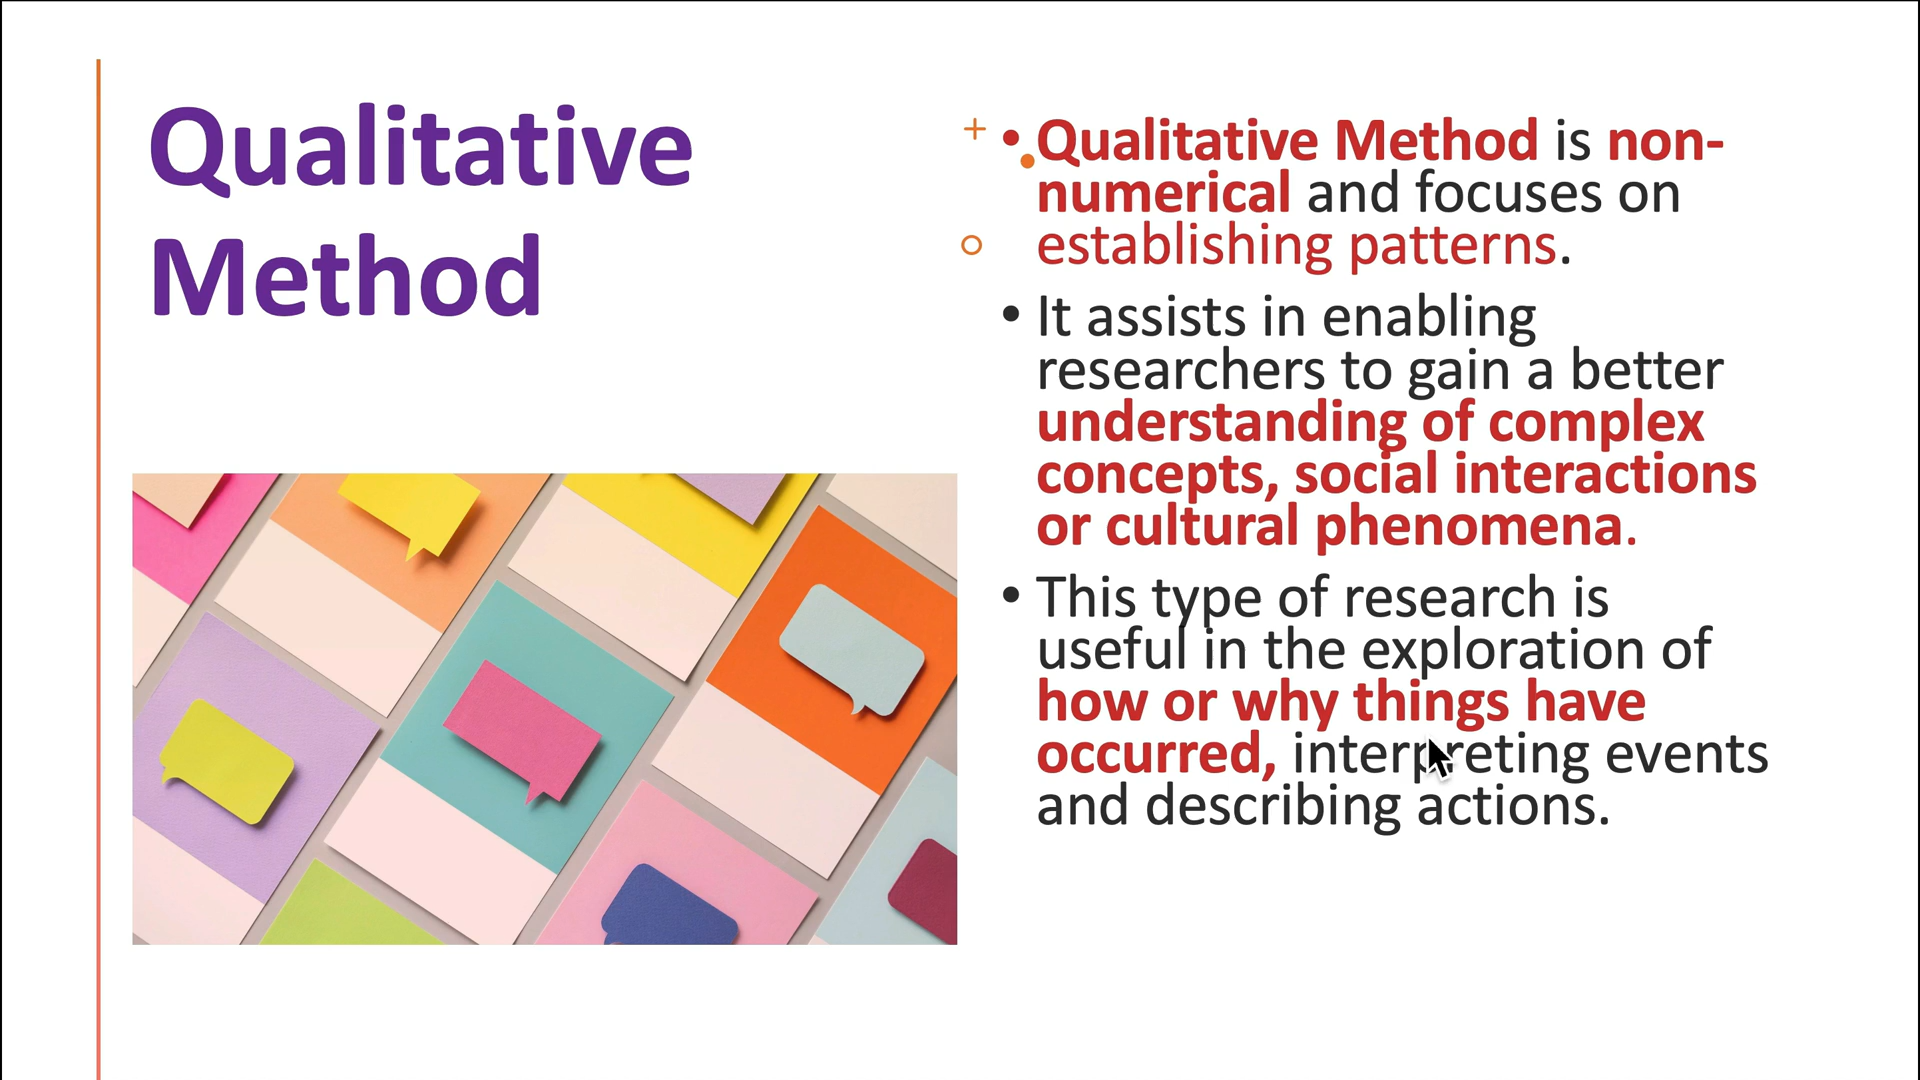 Qualitative
Method
• Qualitative Method is non-
numerical and focuses on
establishing patterns.
• It assists in enabling
researchers to gain a better
understanding of complex
concepts, social interactions
or cultural phenomena.
• This type of research is
useful in the exploration of
how or why things have
occurred, interpreting events
and describing actions.